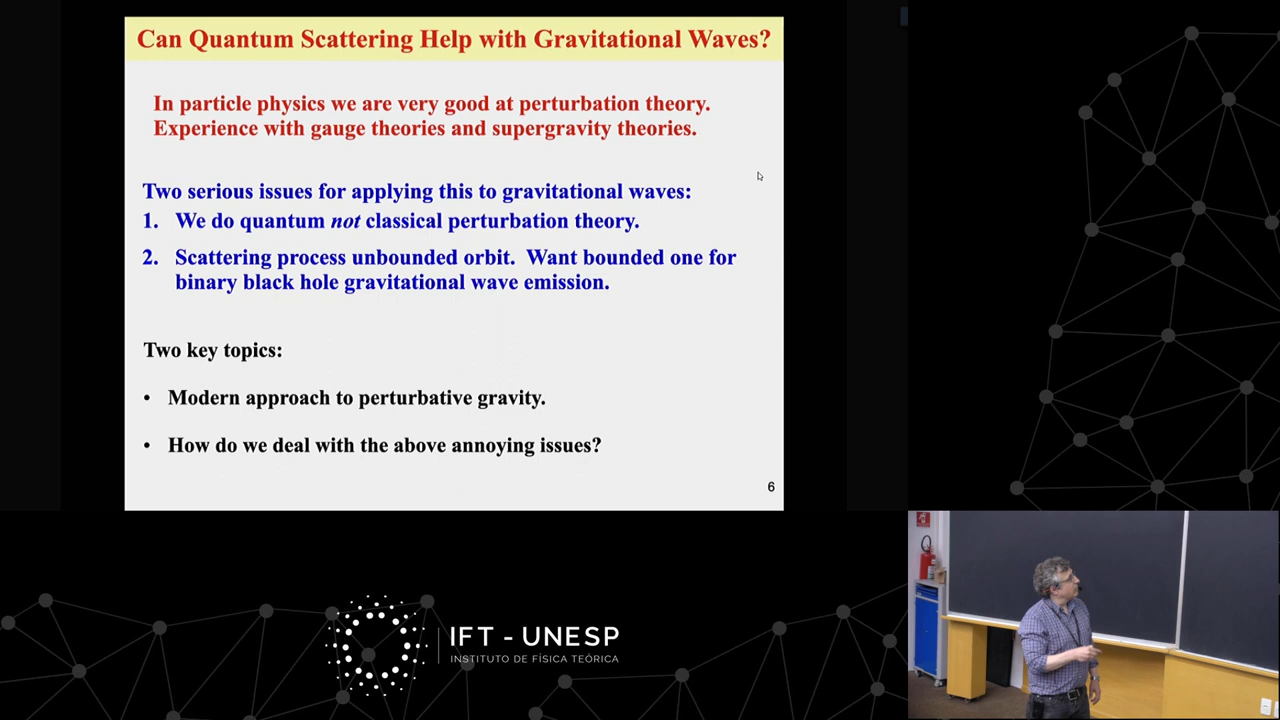 Can Quantum Scattering Help with Gravitational Waves?
In particle physics we are very good at perturbation theory.
Experience with gauge theories and supergravity theories.
Two serious issues for applying this to gravitational waves:
1. We do quantum not classical perturbation theory.
2. Scattering process unbounded orbit. Want bounded one for
binary black hole gravitational wave emission.
Two key topics:
• Modern approach to perturbative gravity.
• How do we deal with the above annoying issues?
6
IFT - UNESP
INSTITUTO DE FÍSICA TEÓRICA